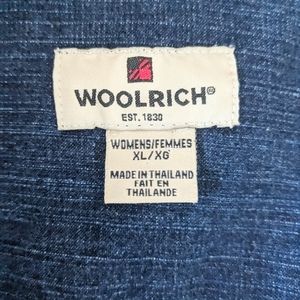 WOOLRICH®
EST. 1830
WOMENS/FEMMES
XL/XG
MADE IN THAILAND
FAIT EN
THAILANDE